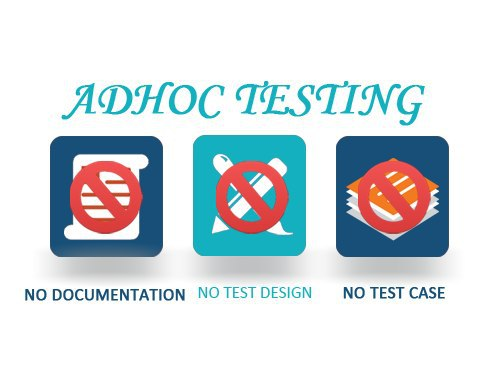 ADHOC TESTING
NO DOCUMENTATION
NO TEST DESIGN
NO TEST CASE